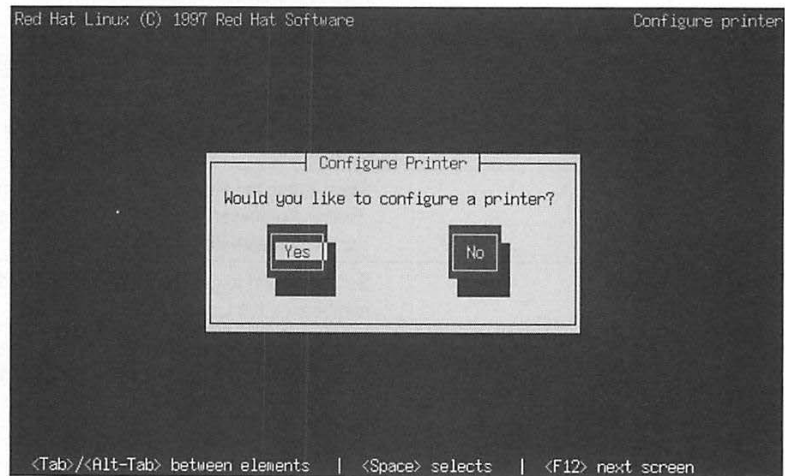 Red Hat Linux (C) 1997 Red Hat Software Configure printer
Configure Printer
Would you like to configure a printer?
Yes No
<Tab>/<Alt-Tab> between elements | <Space> selects | <F12> next screen